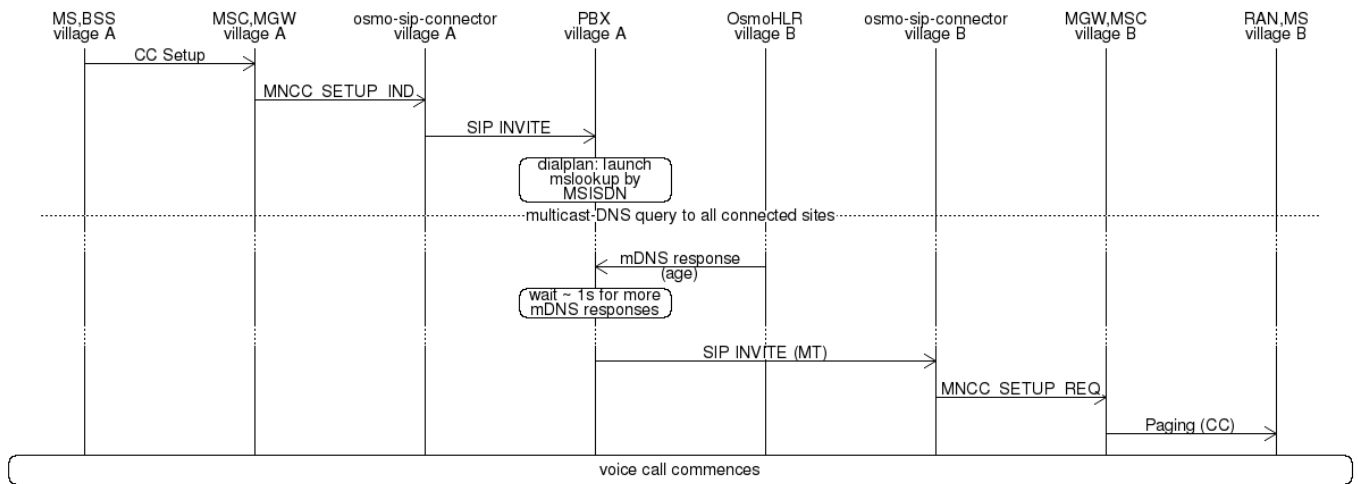 MS,BSS
village A
MSC,MGW
village A
osmo-sip-connector
village A
PBX
village A
OsmoHLR
village B
osmo-sip-connector
village B
MGW,MSC
village B
RAN,MS
village B
CC Setup
MNCC_SETUP_IND
SIP INVITE
dialplan: launch
mslookup by
MSISDN
multicast-DNS query to all connected sites
mDNS response
(age)
wait ~ 1s for more
mDNS responses
SIP INVITE (MT)
MNCC_SETUP_REQ
Paging (CC)
voice call commences